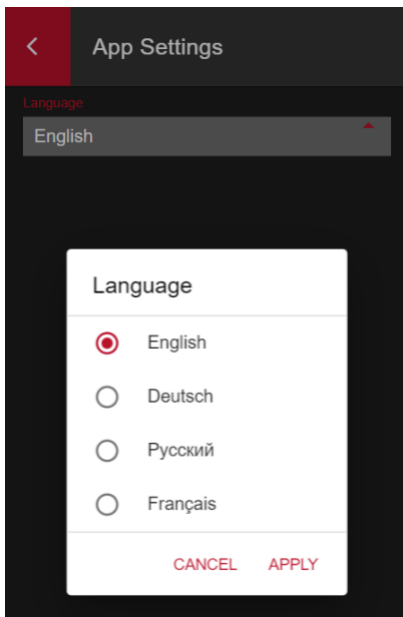 App Settings
Language
English
Language
English
Deutsch
Русский
Français
CANCEL APPLY